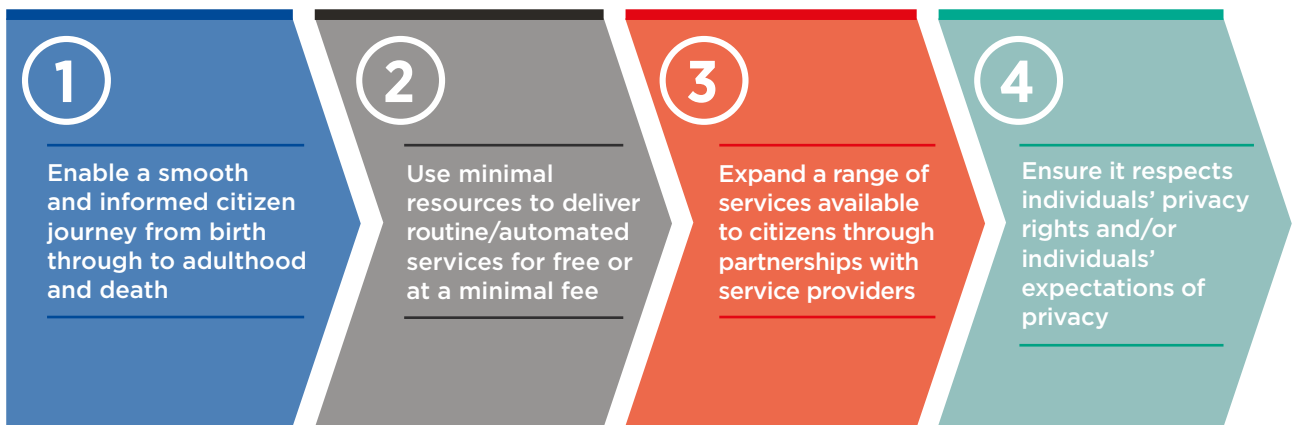 1
Enable a smooth
and informed citizen
journey from birth
through to adulthood
and death
2
Use minimal
resources to deliver
routine/automated
services for free or
at a minimal fee
3
Expand a range of
services available
to citizens through
partnerships with
service providers
4
Ensure it respects
individuals’ privacy
rights and/or
individuals’
expectations of
privacy